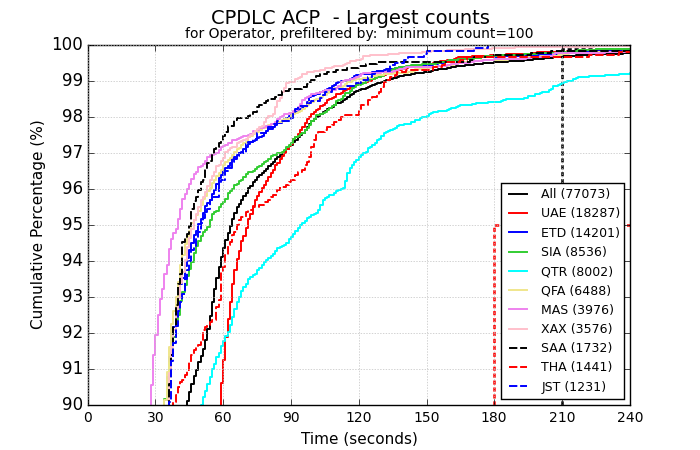 CPDLC ACP  - Largest counts
for Operator, prefiltered by:  minimum count=100
Cumulative Percentage (%)
100
99
98
97
96
95
94
93
92
91
90
0 30 60 90 120 150 180 210 240
Time (seconds)
All (77073)
UAE (18287)
ETD (14201)
SIA (8536)
QTR (8002)
QFA (6488)
MAS (3976)
XAX (3576)
SAA (1732)
THA (1441)
JST (1231)